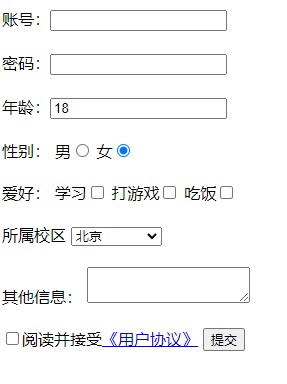 账号：
密码：
年龄：18
性别： 男 女
爱好： 学习 打游戏 吃饭
所属校区 北京
其他信息：
阅读并接受《用户协议》 提交